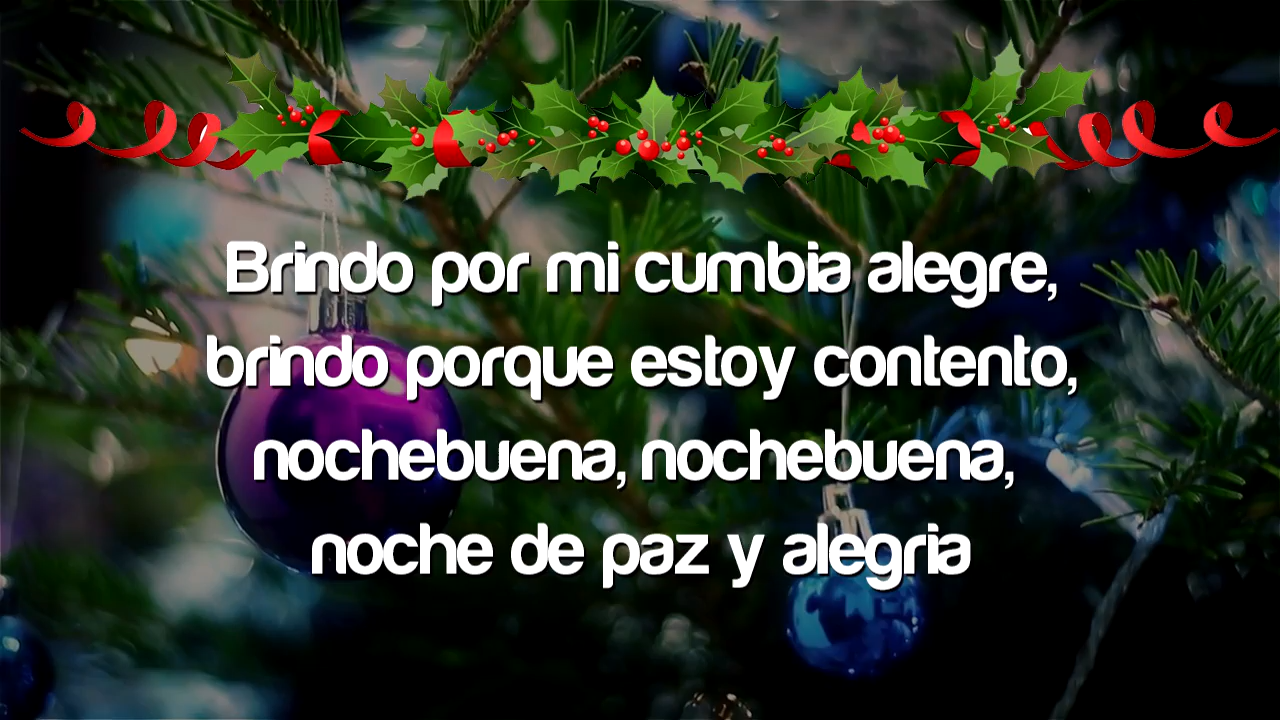 Brindo por mi cumbia alegre,
brindo porque estoy contento,
nochebuena, nochebuena,
noche de paz y alegria